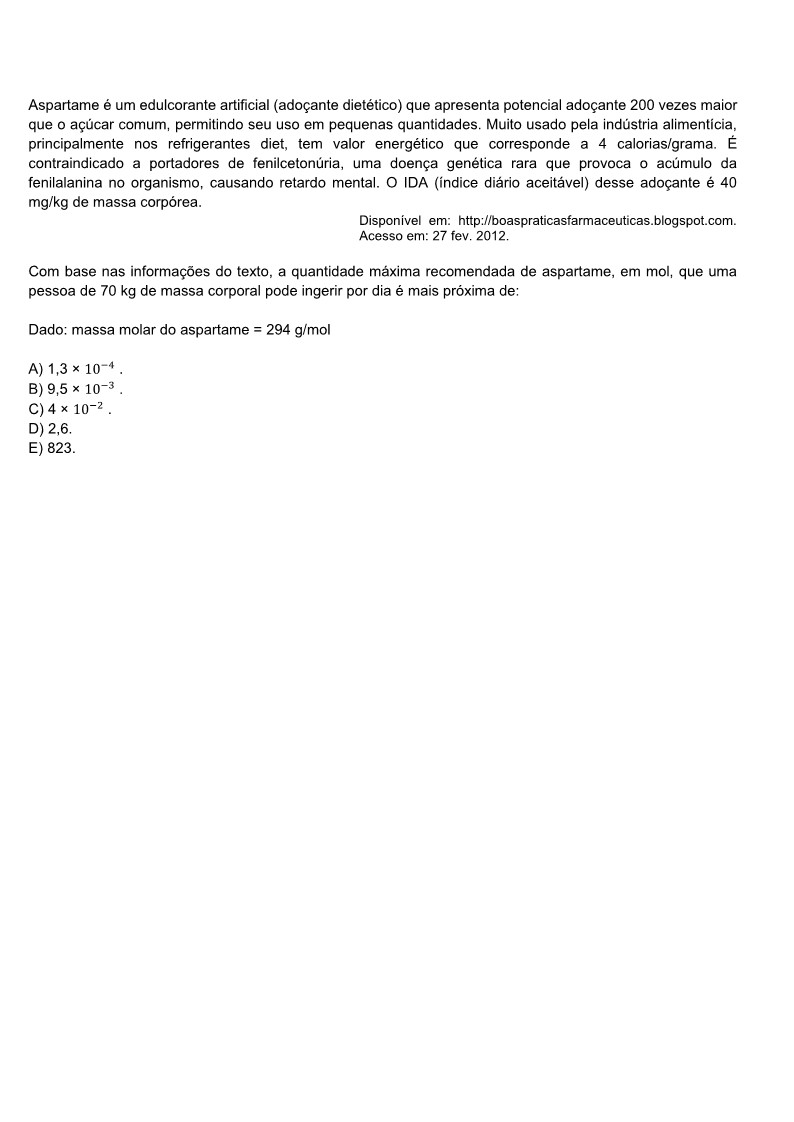 Aspartame é um edulcorante artificial (adoçante dietético) que apresenta potencial adoçante 200 vezes maior
que o açúcar comum, permitindo seu uso em pequenas quantidades. Muito usado pela indústria alimentícia,
principalmente nos refrigerantes diet, tem valor energético que corresponde a 4 calorias/grama. É
contraindicado a portadores de fenilcetonúria, uma doença genética rara que provoca o acúmulo da
fenilalanina no organismo, causando retardo mental. O IDA (índice diário aceitável) desse adoçante é 40
mg/kg de massa corpórea.
Disponível em: http://boaspraticasfarmaceuticas.blogspot.com.
Acesso em: 27 fev. 2012.
Com base nas informações do texto, a quantidade máxima recomendada de aspartame, em mol, que uma
pessoa de 70 kg de massa corporal pode ingerir por dia é mais próxima de:
Dado: massa molar do aspartame = 294 g/mol
A) 1,3 × 10⁻⁴ .
B) 9,5 × 10⁻³ .
C) 4 × 10⁻² .
D) 2,6.
E) 823.